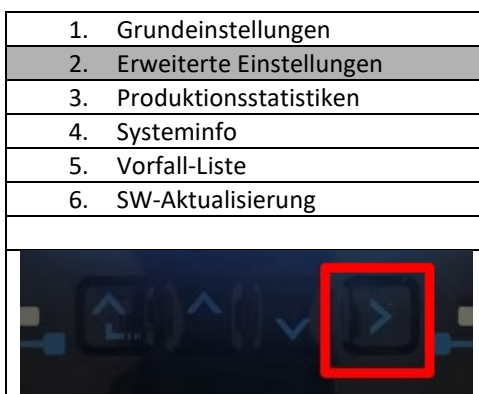 1. Grundeinstellungen
2. Erweiterte Einstellungen
3. Produktionsstatistiken
4. Systeminfo
5. Vorfall-Liste
6. SW-Aktualisierung